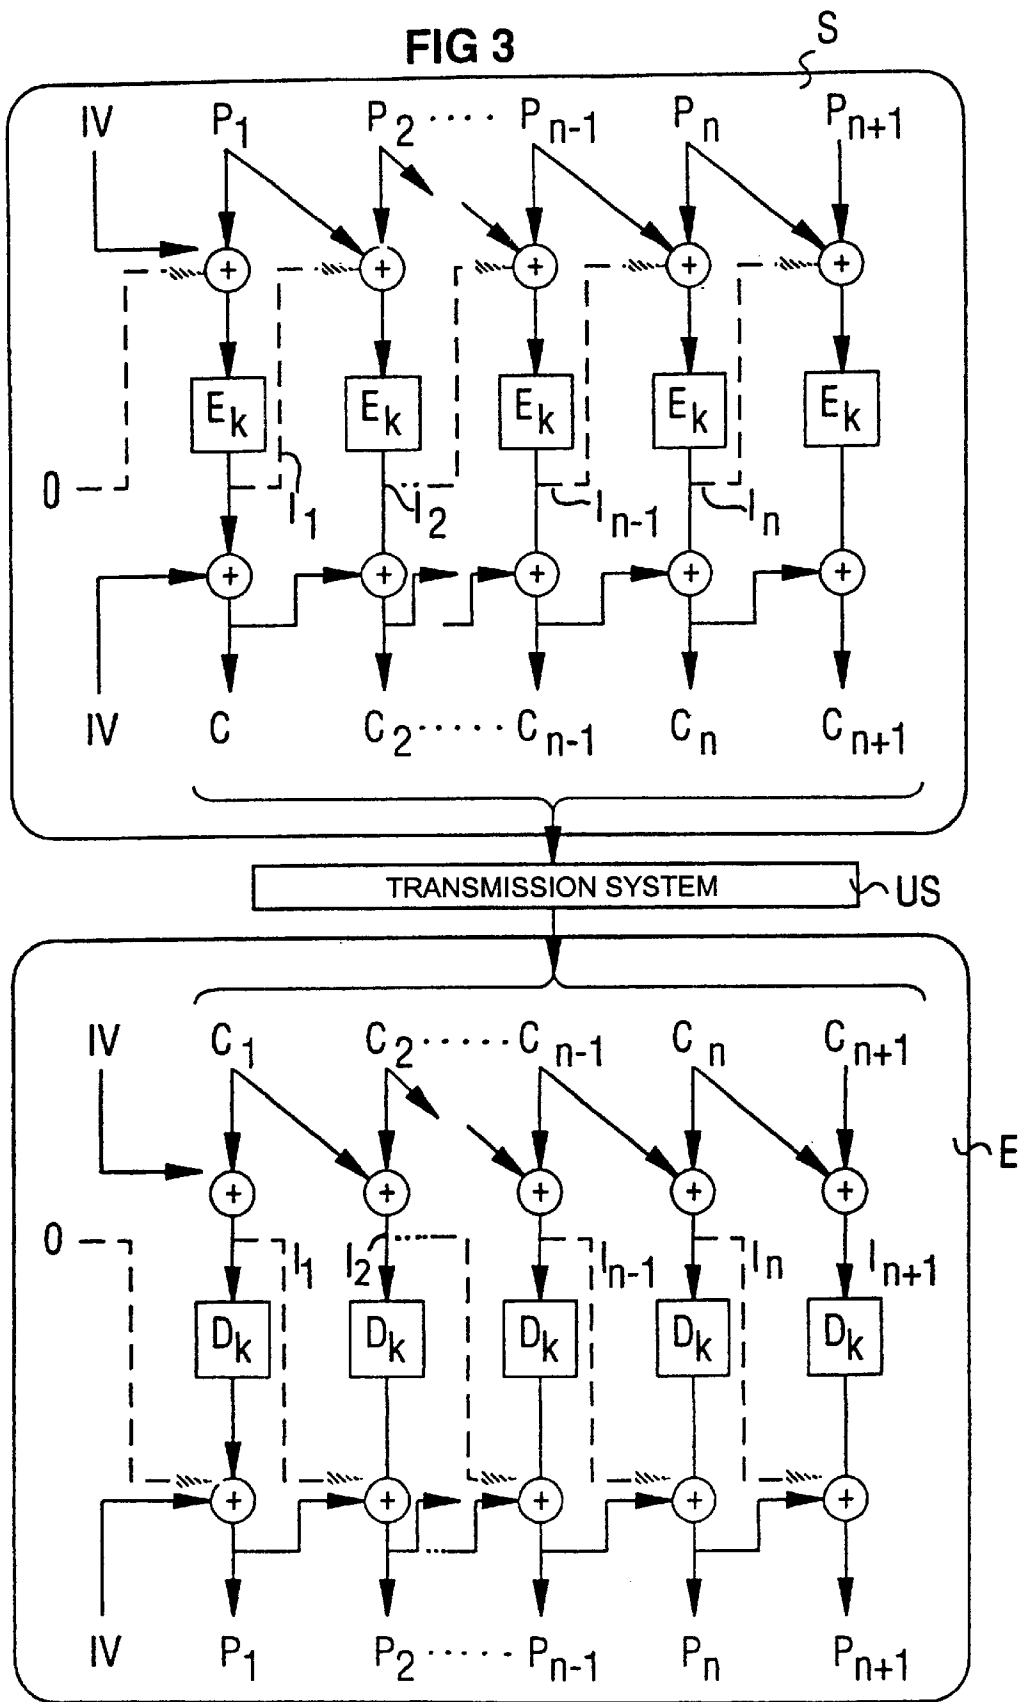 FIG 3
S
IV P1 P2 ····· Pn-1 Pn Pn+1
+ + + + +
Ek Ek Ek Ek Ek
0 I1 I2 In-1 In
+ + + + +
IV C C2 ····· Cn-1 Cn Cn+1
TRANSMISSION SYSTEM US
IV C1 C2 ····· Cn-1 Cn Cn+1
E
+ + + + +
0 I1 I2 In-1 In In+1
Dk Dk Dk Dk Dk
+ + + + +
IV P1 P2 ····· Pn-1 Pn Pn+1